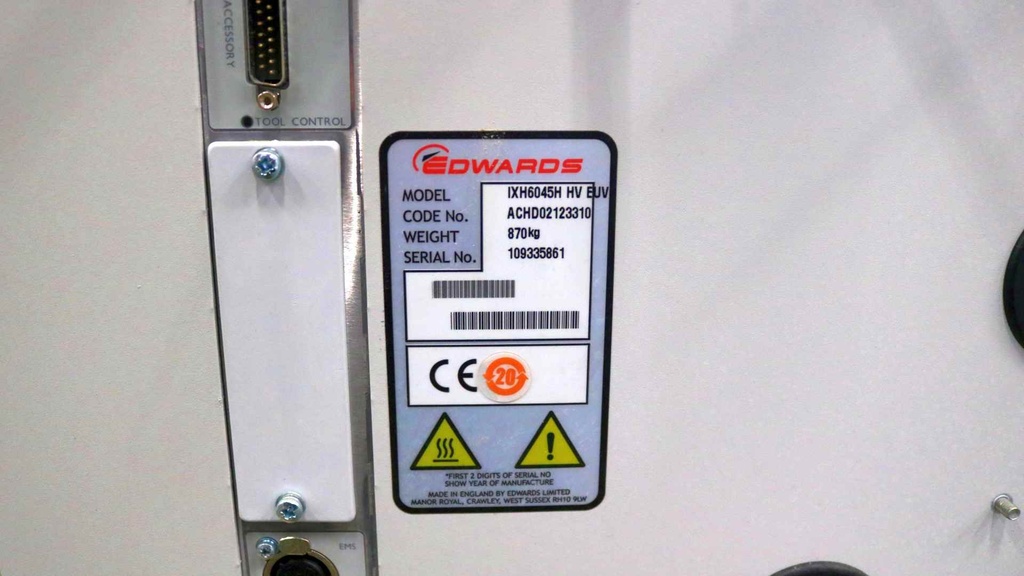 ACCESSORY
TOOL CONTROL
EDWARDS
MODEL IXH6045H HV EUV
CODE No. ACHD02123310
WEIGHT 870kg
SERIAL No. 109335861
CE 20
*FIRST 2 DIGITS OF SERIAL NO
SHOW YEAR OF MANUFACTURE
MADE IN ENGLAND BY EDWARDS LIMITED
MANOR ROYAL, CRAWLEY, WEST SUSSEX RH10 9LW
EMS